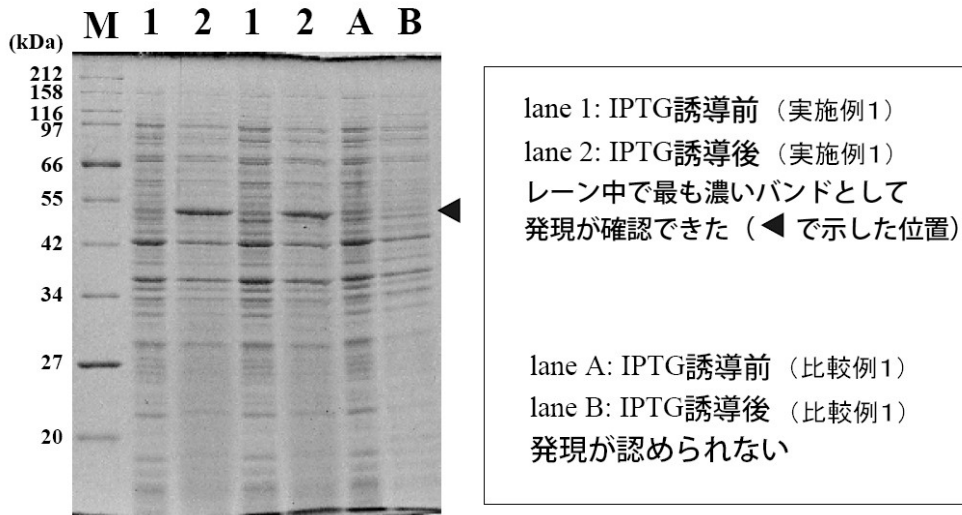 M 1 2 1 2 A B
(kDa)
212
158
116
97
66
55
42
34
27
20
lane 1: IPTG誘導前 (実施例1)
lane 2: IPTG誘導後 (実施例1)
レーン中で最も濃いバンドとして
発現が確認できた (◀ で示した位置)
lane A: IPTG誘導前 (比較例1)
lane B: IPTG誘導後 (比較例1)
発現が認められない